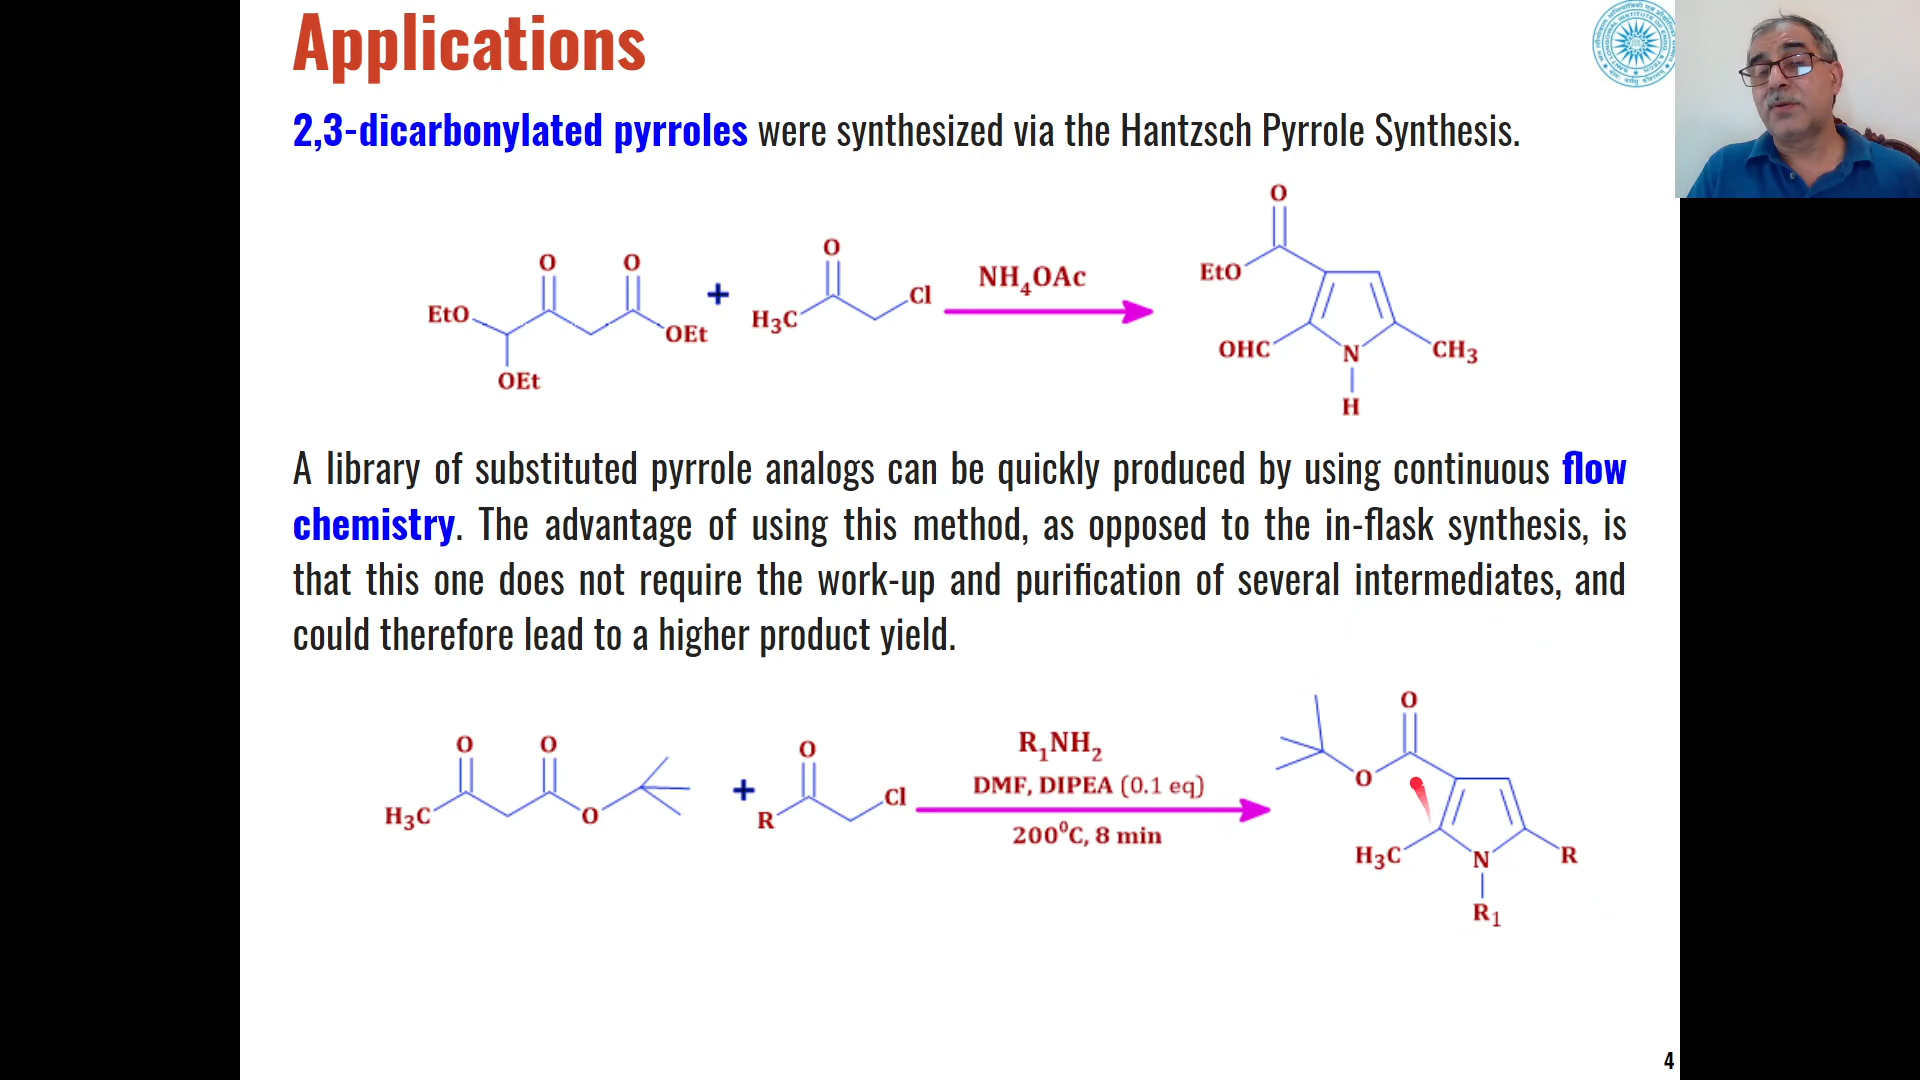 Applications
2,3-dicarbonylated pyrroles were synthesized via the Hantzsch Pyrrole Synthesis.
EtO
O
O
OEt
OEt
+
H3C
O
Cl
NH4OAc
O
EtO
OHC
N
H
CH3
A library of substituted pyrrole analogs can be quickly produced by using continuous flow
chemistry. The advantage of using this method, as opposed to the in-flask synthesis, is
that this one does not require the work-up and purification of several intermediates, and
could therefore lead to a higher product yield.
H3C
O
O
O
+
R
O
Cl
R1NH2
DMF, DIPEA (0.1 eq)
200⁰C, 8 min
O
O
H3C
N
R
R1
4